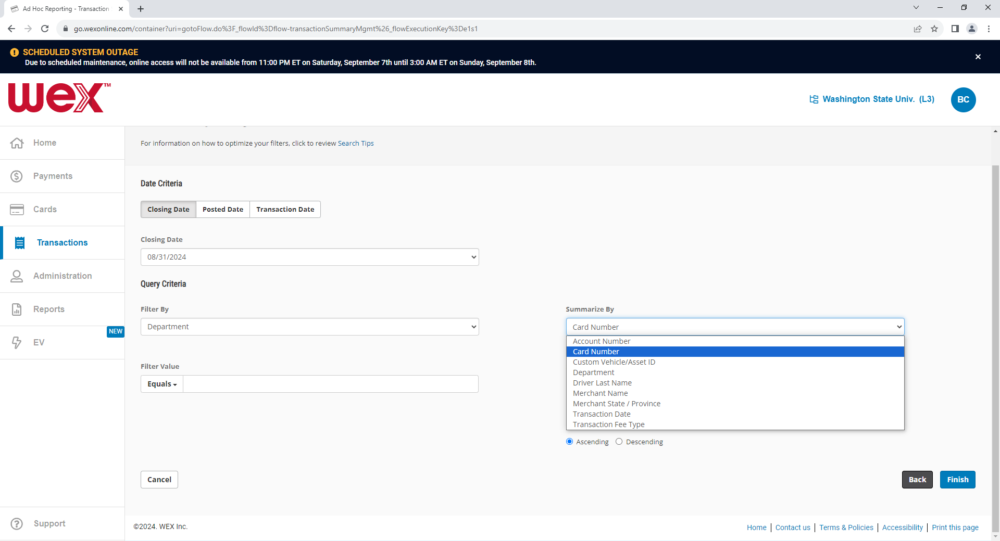 Ad Hoc Reporting - Transaction
go.wexonline.com/container?uri=gotoFlow.do%3F_flowId%3Dflow-transactionSummaryMgmt%26_flowExecutionKey%3De1s1
SCHEDULED SYSTEM OUTAGE
Due to scheduled maintenance, online access will not be available from 11:00 PM ET on Saturday, September 7th until 3:00 AM ET on Sunday, September 8th.
wex™
Washington State Univ. (L3)
BC
Home
Payments
Cards
Transactions
Administration
Reports
NEW
EV
Support
For information on how to optimize your filters, click to review Search Tips
Date Criteria
Closing Date Posted Date Transaction Date
Closing Date
08/31/2024
Query Criteria
Filter By
Department
Filter Value
Equals
Summarize By
Card Number
Account Number
Card Number
Custom Vehicle/Asset ID
Department
Driver Last Name
Merchant Name
Merchant State / Province
Transaction Date
Transaction Fee Type
Ascending Descending
Cancel
Back Finish
©2024. WEX Inc.
Home | Contact us | Terms & Policies | Accessibility | Print this page